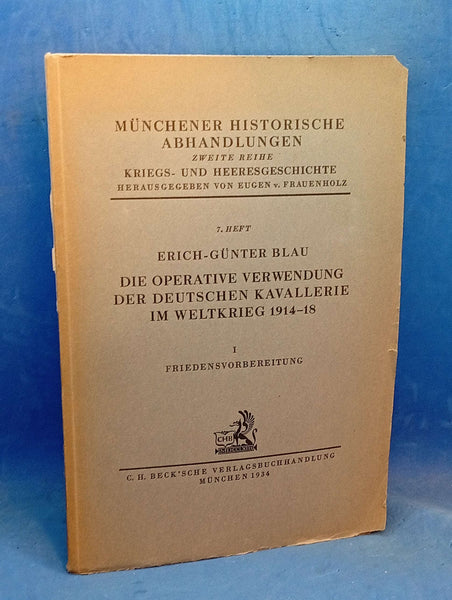 MÜNCHENER HISTORISCHE
ABHANDLUNGEN
ZWEITE REIHE
KRIEGS- UND HEERESGESCHICHTE
HERAUSGEGEBEN VON EUGEN v. FRAUENHOLZ
7. HEFT
ERICH-GÜNTER BLAU
DIE OPERATIVE VERWENDUNG
DER DEUTSCHEN KAVALLERIE
IM WELTKRIEG 1914-18
I
FRIEDENSVORBEREITUNG
CHB
C. H. BECK'SCHE VERLAGSBUCHHANDLUNG
MÜNCHEN 1934